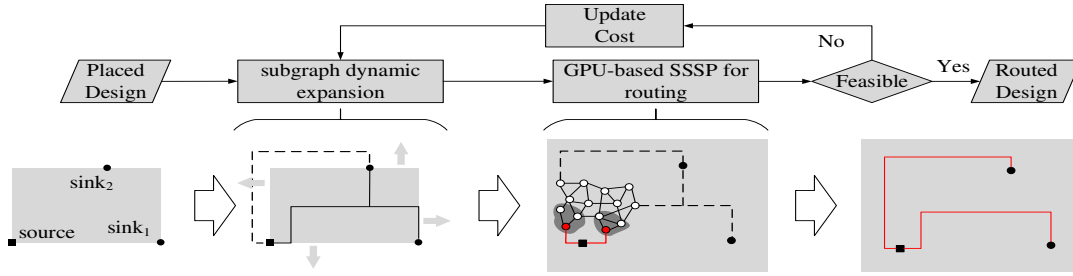 Update
Cost
No
Placed
Design
subgraph dynamic
expansion
GPU-based SSSP for
routing
Feasible
Yes
Routed
Design
sink₂
source
sink₁